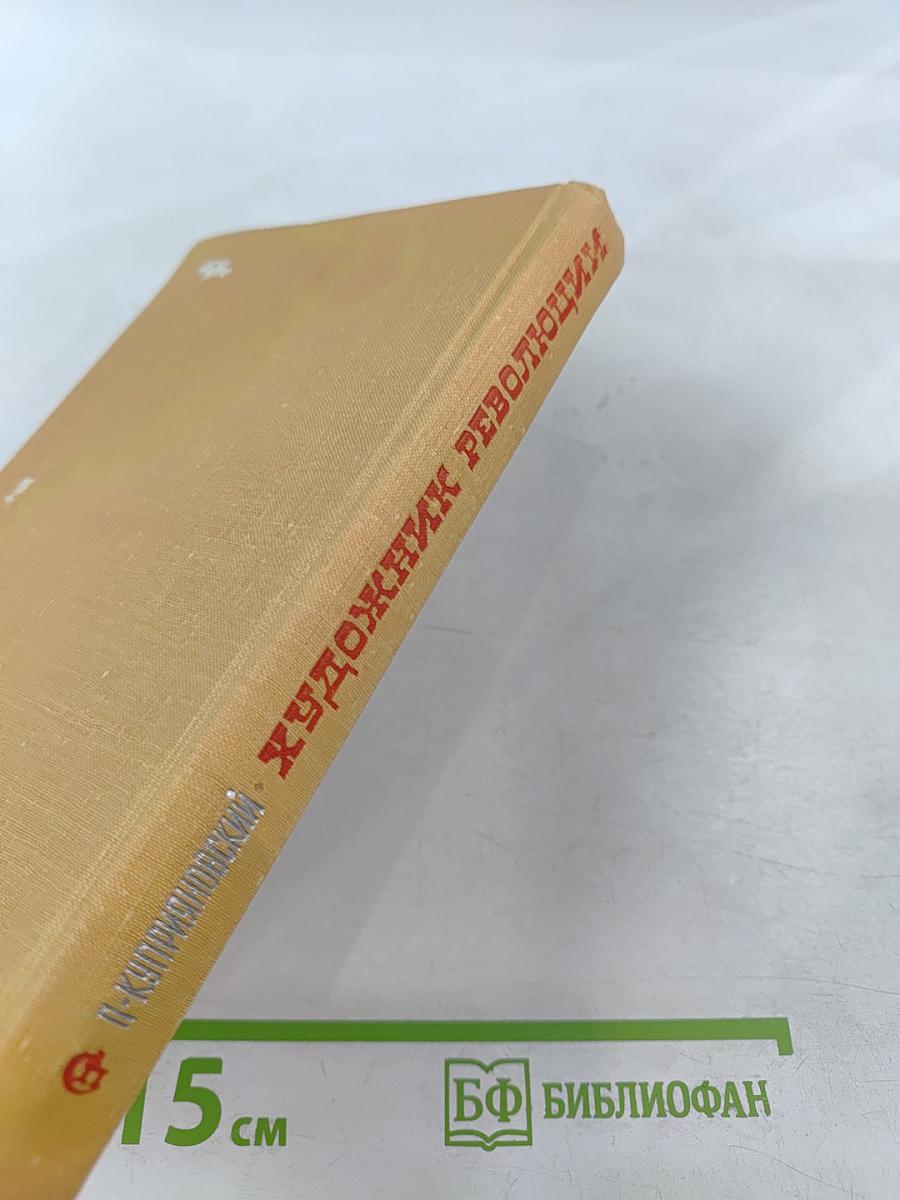 П·КУПРИЯНОВСКИЙ · ХУДОЖНИК РЕВОЛЮЦИИ
15 см
БФ БИБЛИОФАН